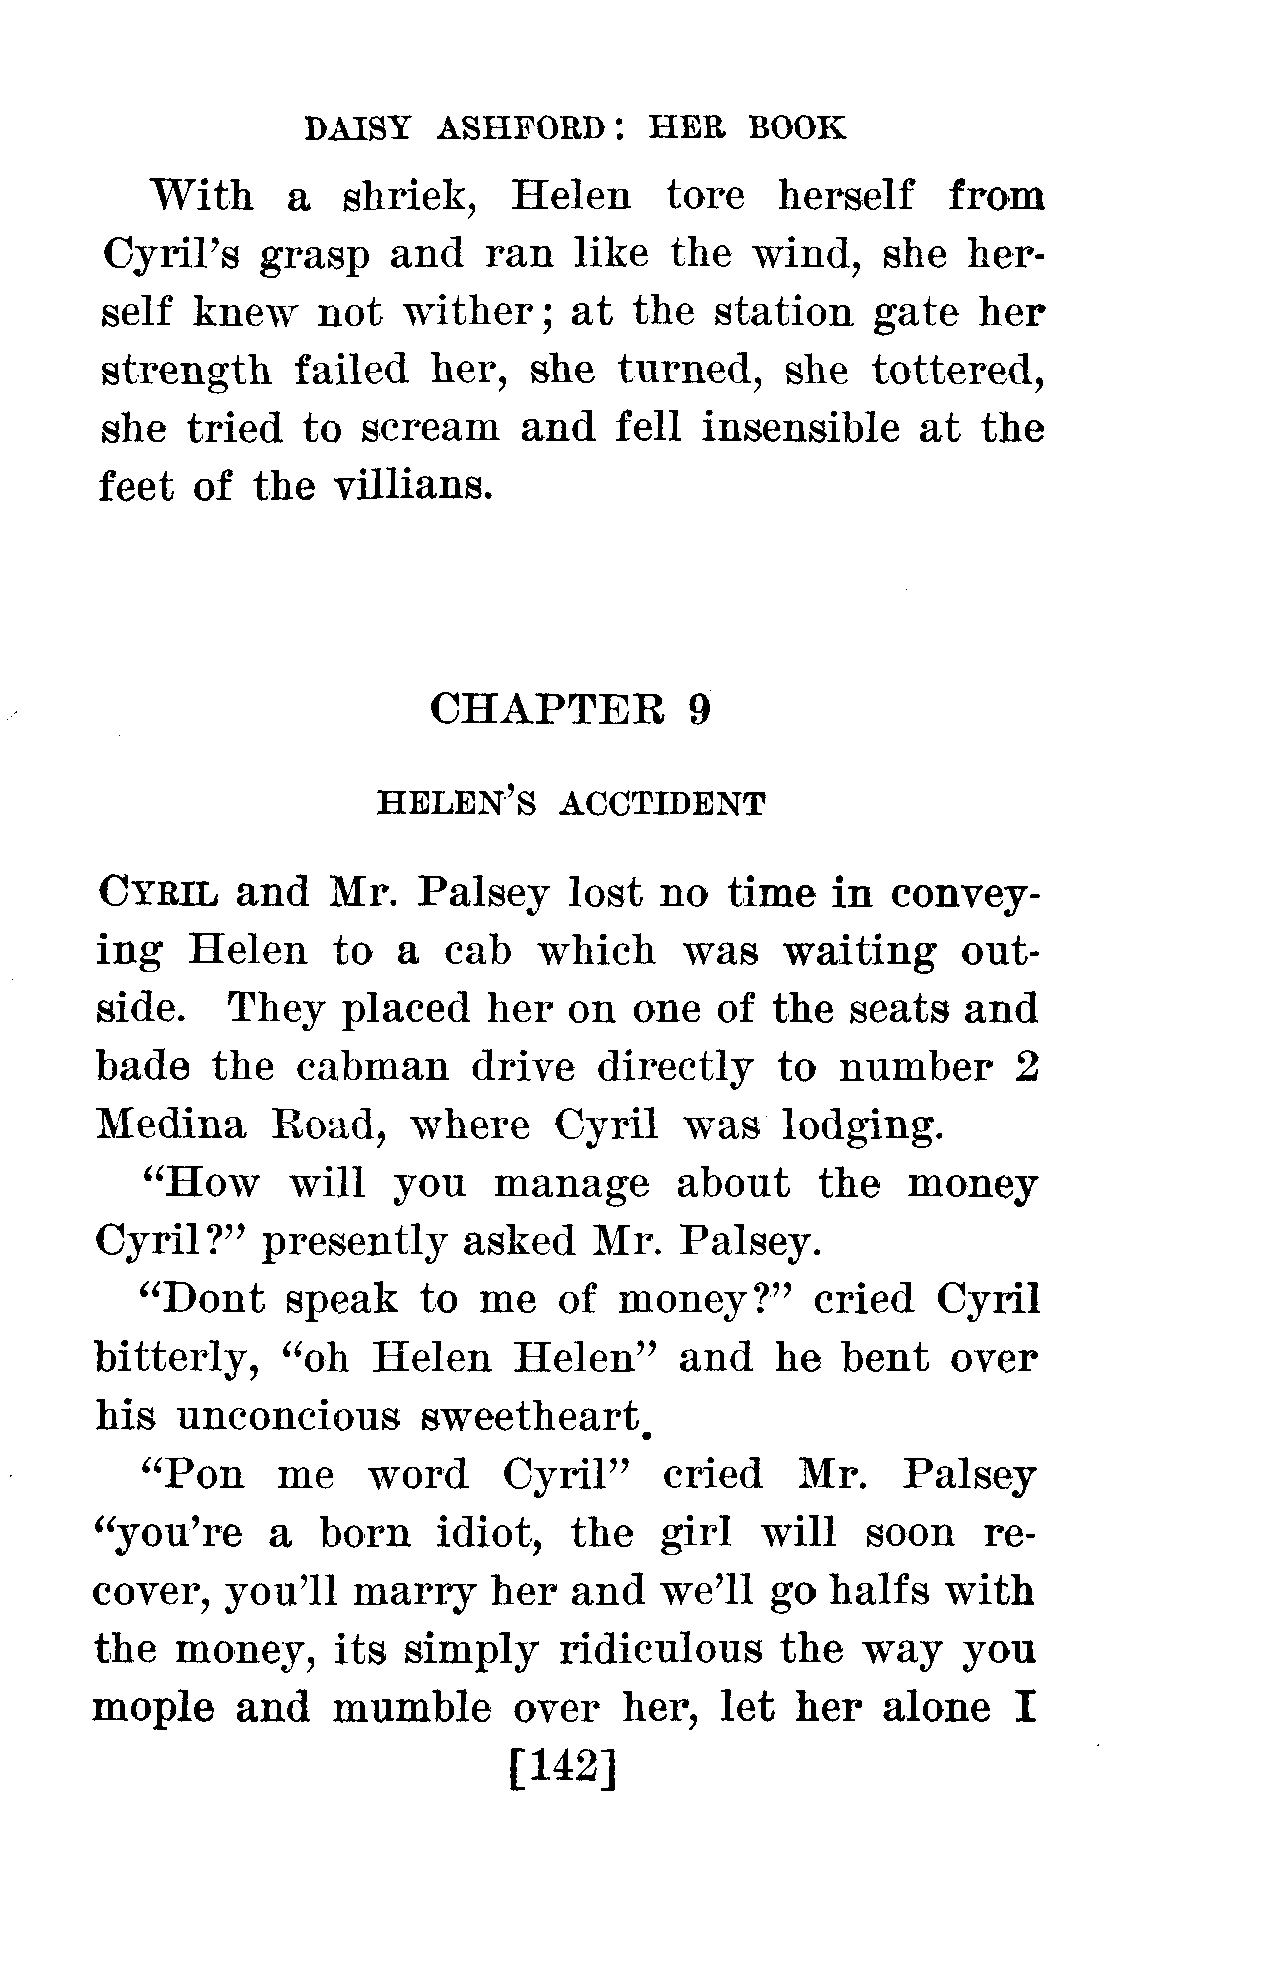 DAISY ASHFORD: HER BOOK
With a shriek, Helen tore herself from
Cyril's grasp and ran like the wind, she her-
self knew not wither; at the station gate her
strength failed her, she turned, she tottered,
she tried to scream and fell insensible at the
feet of the villians.
CHAPTER 9
HELEN'S ACCTIDENT
CYRIL and Mr. Palsey lost no time in convey-
ing Helen to a cab which was waiting out-
side. They placed her on one of the seats and
bade the cabman drive directly to number 2
Medina Road, where Cyril was lodging.
"How will you manage about the money
Cyril?" presently asked Mr. Palsey.
"Dont speak to me of money?" cried Cyril
bitterly, "oh Helen Helen" and he bent over
his unconcious sweetheart.
"Pon me word Cyril" cried Mr. Palsey
"you're a born idiot, the girl will soon re-
cover, you'll marry her and we'll go halfs with
the money, its simply ridiculous the way you
mople and mumble over her, let her alone I
[142]